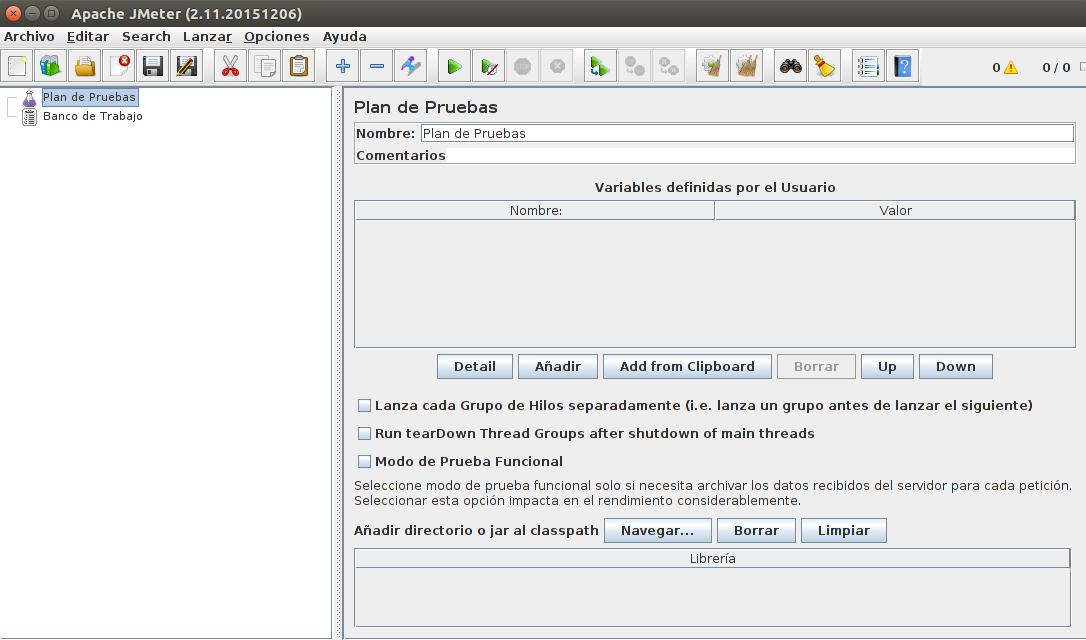 Apache JMeter (2.11.20151206)
Archivo Editar Search Lanzar Opciones Ayuda
0 0 / 0
Plan de Pruebas
Banco de Trabajo
Plan de Pruebas
Nombre: Plan de Pruebas
Comentarios
Variables definidas por el Usuario
Nombre: Valor
Detail Añadir Add from Clipboard Borrar Up Down
Lanza cada Grupo de Hilos separadamente (i.e. lanza un grupo antes de lanzar el siguiente)
Run tearDown Thread Groups after shutdown of main threads
Modo de Prueba Funcional
Seleccione modo de prueba funcional solo si necesita archivar los datos recibidos del servidor para cada petición.
Seleccionar esta opción impacta en el rendimiento considerablemente.
Añadir directorio o jar al classpath Navegar... Borrar Limpiar
Librería